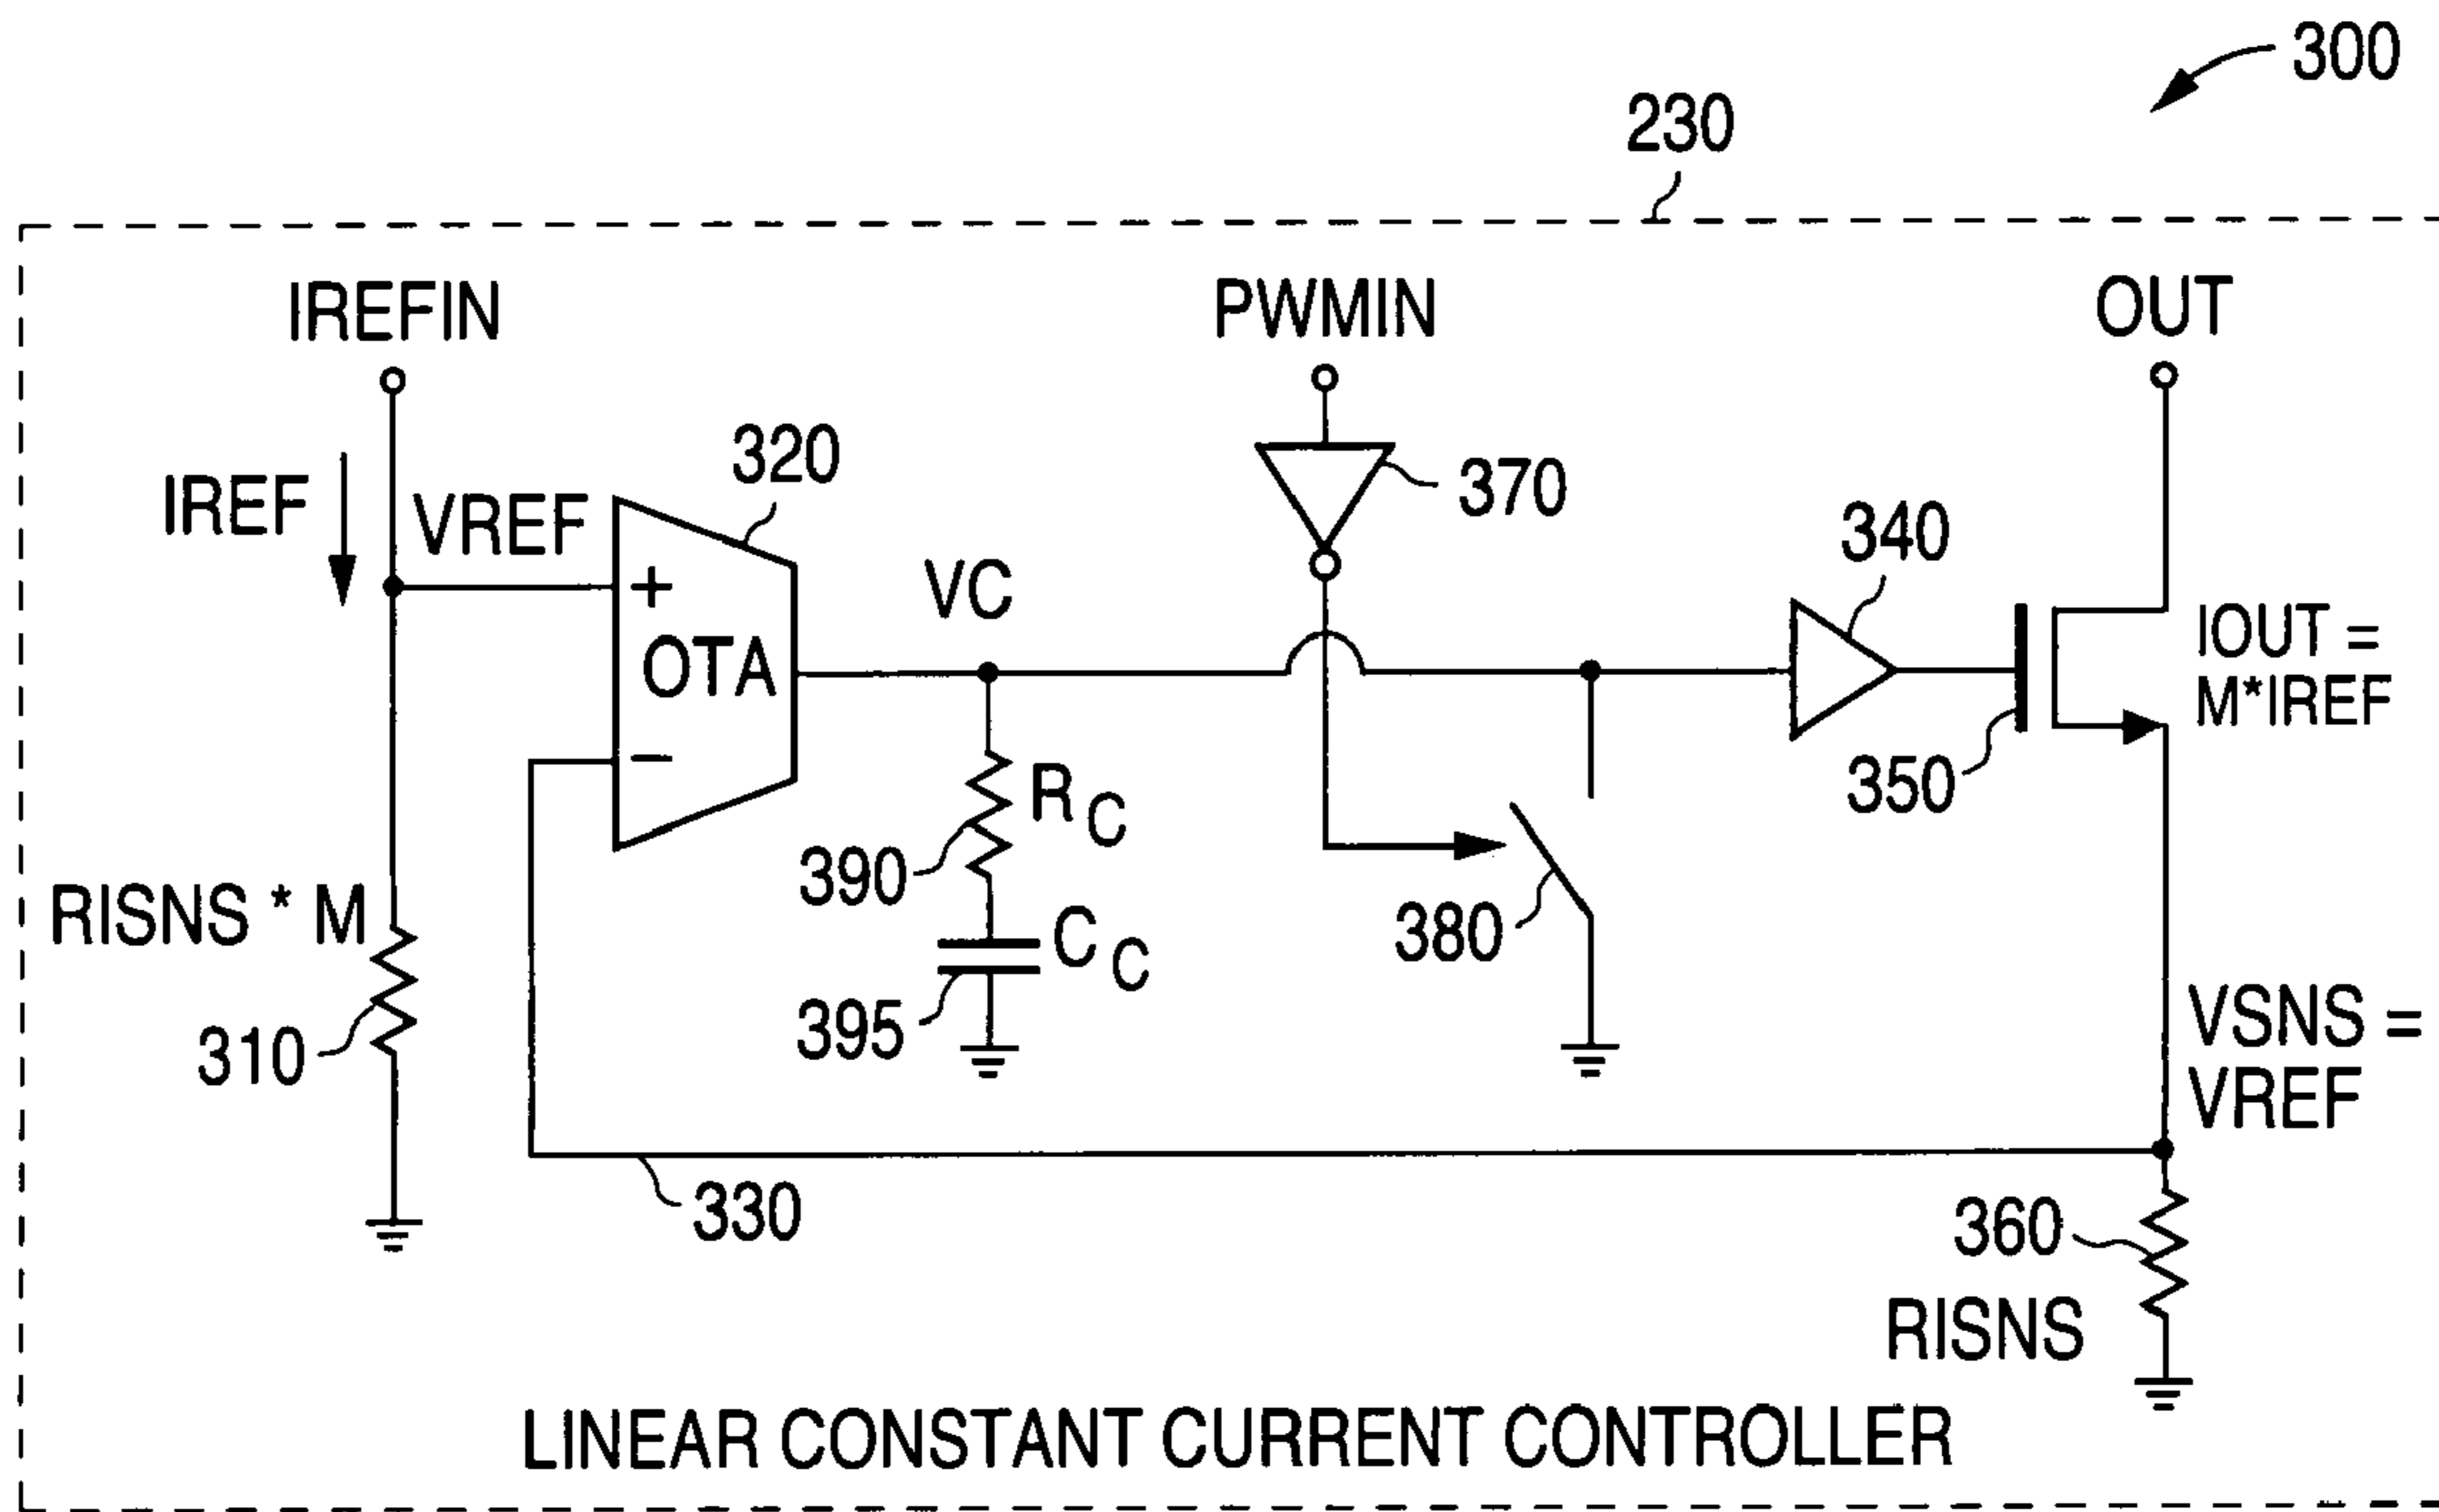 300
230
IREFIN
PWMIN
OUT
IREF
VREF
320
+
OTA
−
VC
370
340
IOUT =
M*IREF
350
RC
390
CC
395
380
RISNS * M
310
VSNS =
VREF
330
360
RISNS
LINEAR CONSTANT CURRENT CONTROLLER